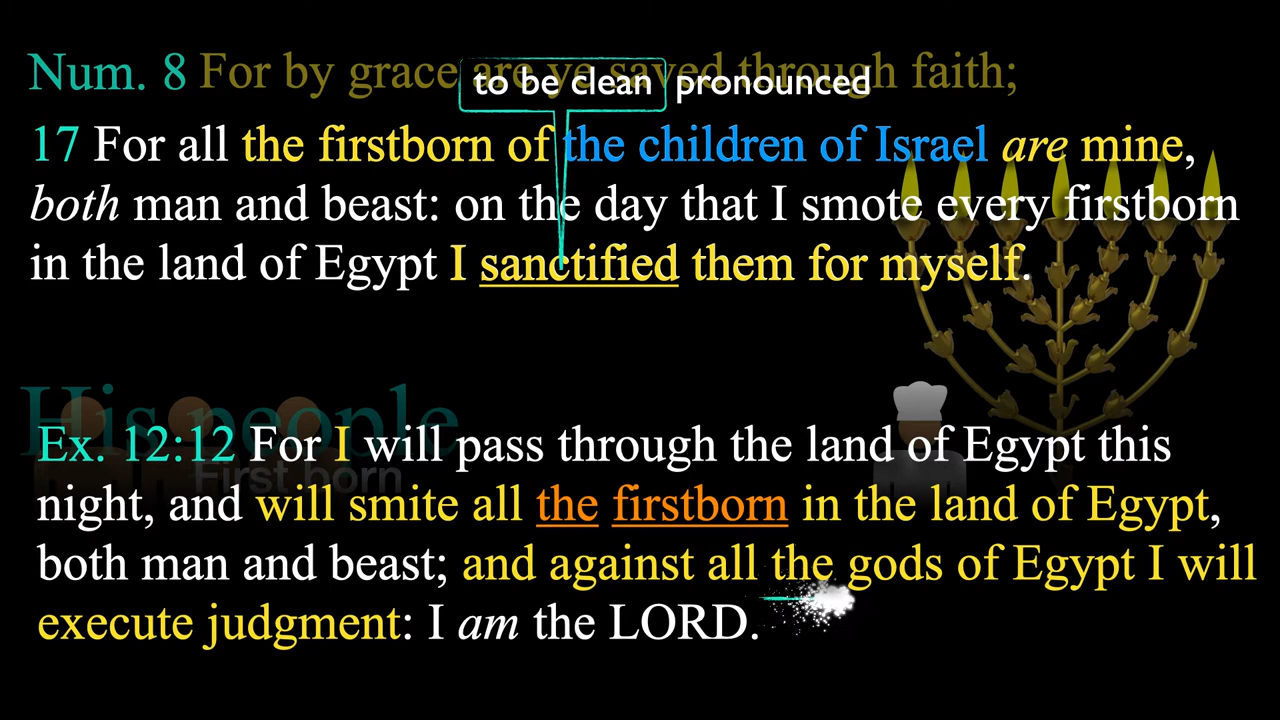 Num. 8 For by grace are ye saved through faith;
to be clean pronounced
17 For all the firstborn of the children of Israel are mine,
both man and beast: on the day that I smote every firstborn
in the land of Egypt I sanctified them for myself.
His people
Ex. 12:12 For I will pass through the land of Egypt this
First born
night, and will smite all the firstborn in the land of Egypt,
both man and beast; and against all the gods of Egypt I will
execute judgment: I am the LORD.